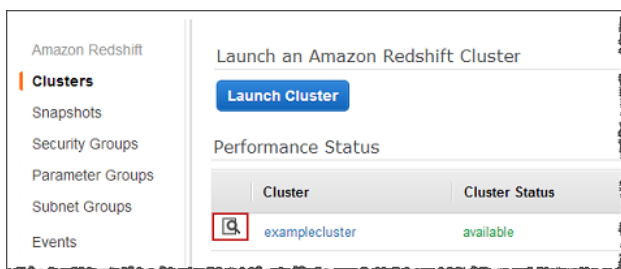 Amazon Redshift
Clusters
Snapshots
Security Groups
Parameter Groups
Subnet Groups
Events
Launch an Amazon Redshift Cluster
Launch Cluster
Performance Status
Cluster Cluster Status
examplecluster available